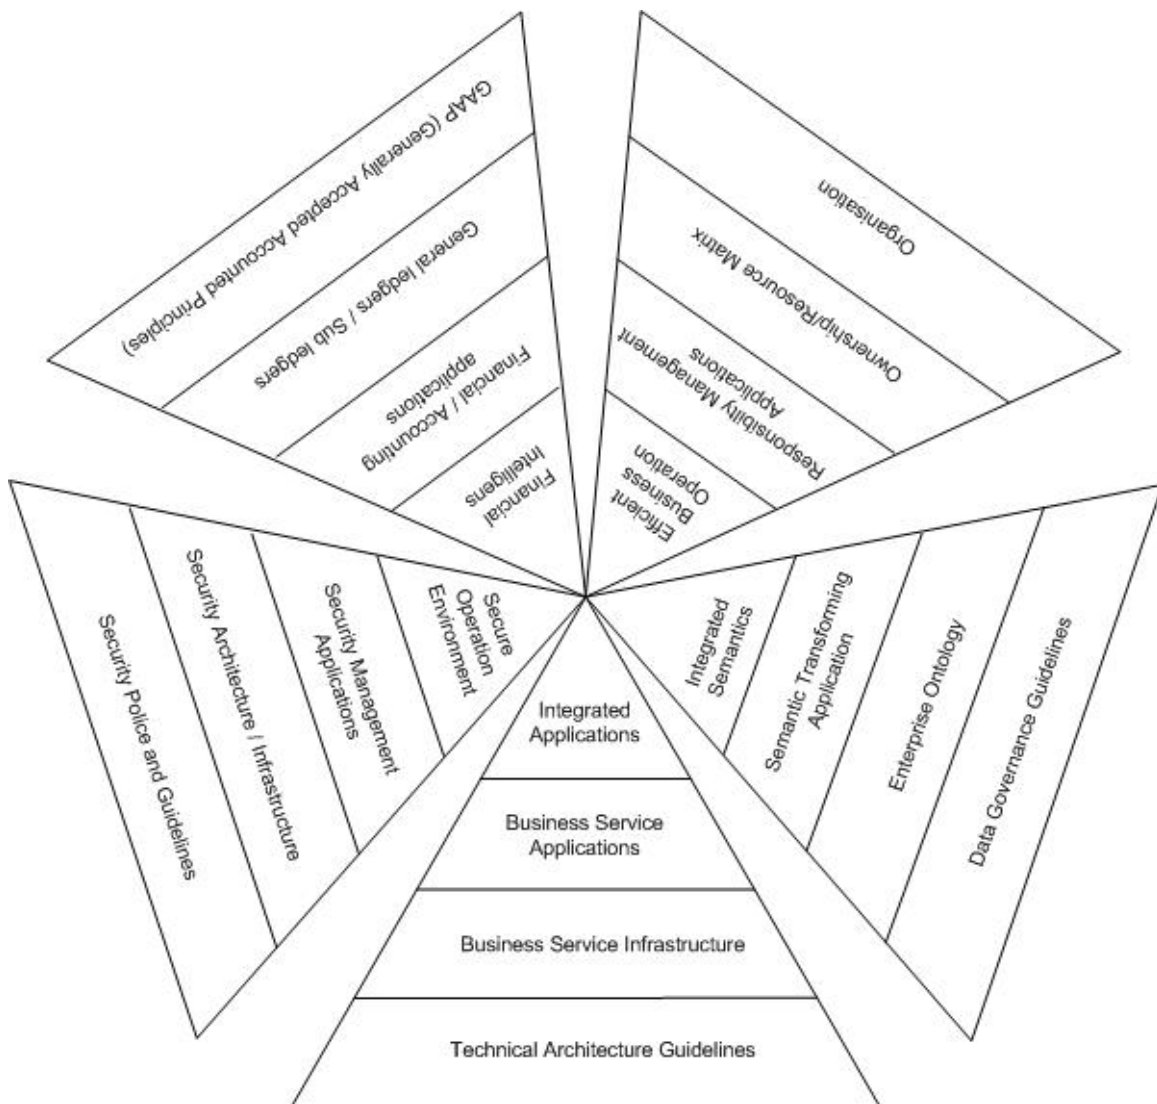 GAAP (Generally Accepted Accounted Principles)
General ledgers / Sub ledgers
Financial / Accounting
applications
Financial
Intelligens
Organisation
Ownership/Resource Matrix
Responsibilty Management
Applications
Efficient
Business
Operation
Security Police and Guidelines
Security Architecture / Infrastructure
Security Management
Applications
Secure
Operation
Environment
Integrated
Semantics
Semantic Transforming
Application
Enterprise Ontology
Data Governance Guidelines
Integrated
Applications
Business Service
Applications
Business Service Infrastructure
Technical Architecture Guidelines